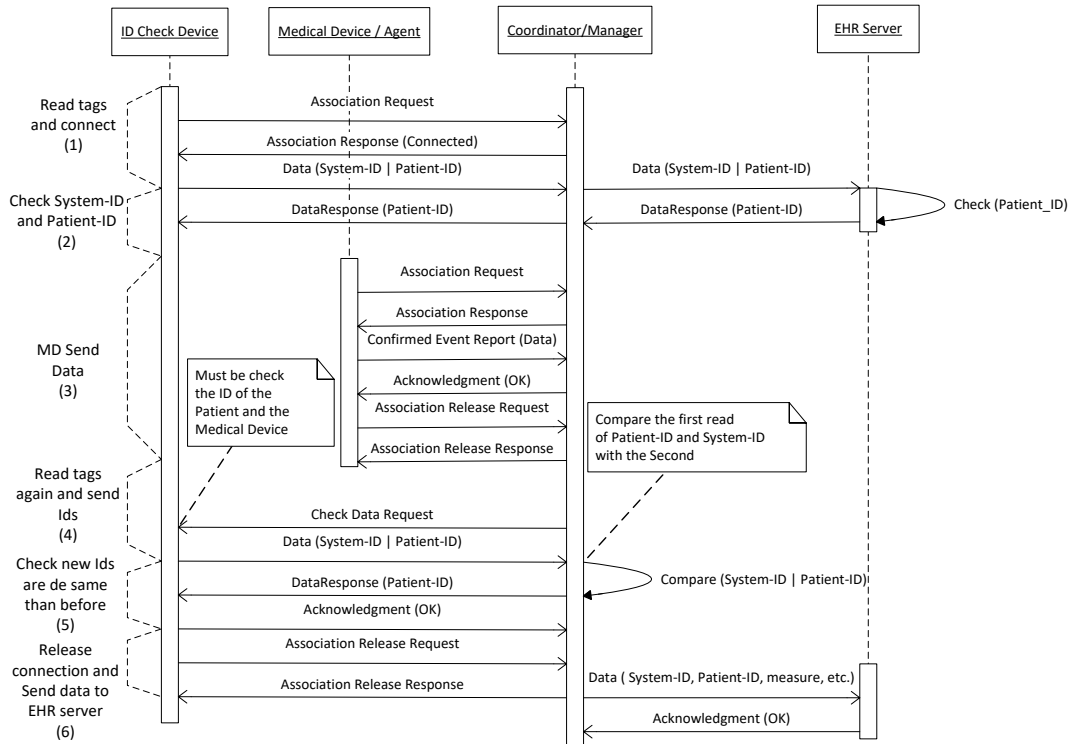 ID Check Device
Medical Device / Agent
Coordinator/Manager
EHR Server
Read tags
and connect
(1)
Association Request
Association Response (Connected)
Data (System-ID | Patient-ID)
Data (System-ID | Patient-ID)
Check System-ID
and Patient-ID
(2)
DataResponse (Patient-ID)
DataResponse (Patient-ID)
Check (Patient_ID)
MD Send
Data
(3)
Association Request
Association Response
Confirmed Event Report (Data)
Acknowledgment (OK)
Association Release Request
Association Release Response
Must be check
the ID of the
Patient and the
Medical Device
Compare the first read
of Patient-ID and System-ID
with the Second
Read tags
again and send
Ids
(4)
Check Data Request
Data (System-ID | Patient-ID)
Check new Ids
are de same
than before
(5)
DataResponse (Patient-ID)
Compare (System-ID | Patient-ID)
Acknowledgment (OK)
Release
connection and
Send data to
EHR server
(6)
Association Release Request
Association Release Response
Data ( System-ID, Patient-ID, measure, etc.)
Acknowledgment (OK)